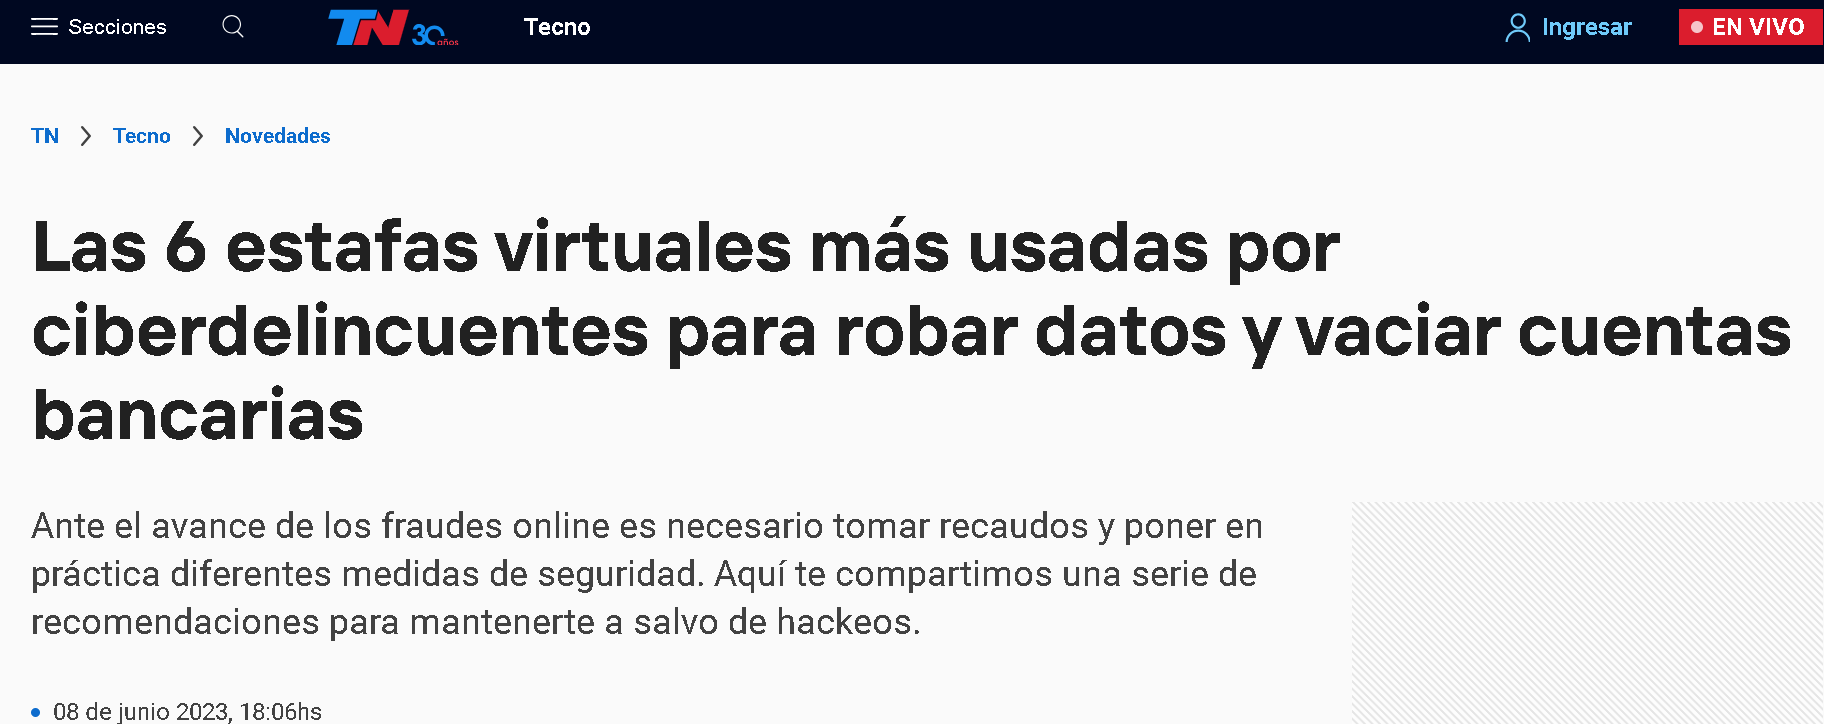 Secciones
TN 30 años
Tecno
Ingresar
EN VIVO
TN
Tecno
Novedades
Las 6 estafas virtuales más usadas por
ciberdelincuentes para robar datos y vaciar cuentas
bancarias
Ante el avance de los fraudes online es necesario tomar recaudos y poner en
práctica diferentes medidas de seguridad. Aquí te compartimos una serie de
recomendaciones para mantenerte a salvo de hackeos.
08 de junio 2023, 18:06hs